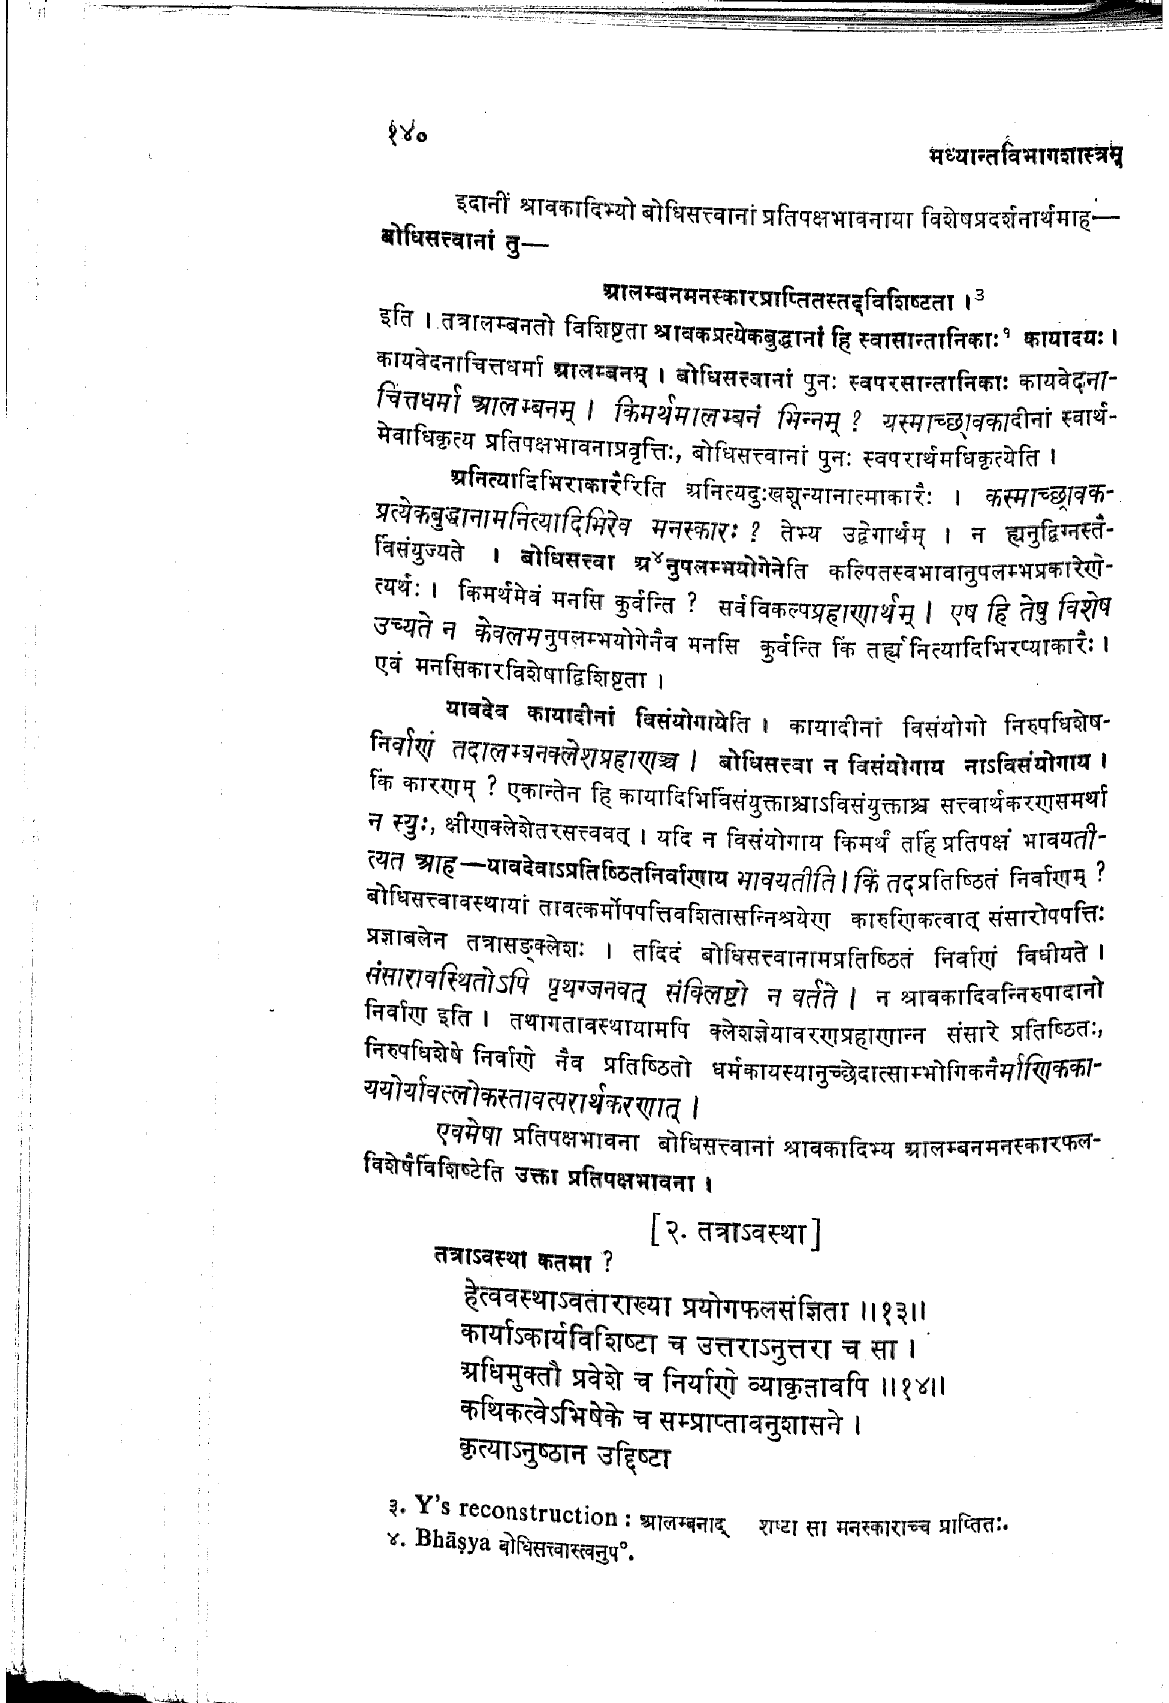 १४०
मध्यान्तविभागशास्त्रम्
इदानीं श्रावकादिभ्यो बोधिसत्त्वानां प्रतिपक्षभावनाया विशेषप्रदर्शनार्थमाह—
बोधिसत्त्वानां तु—
आलम्बनमनस्कारप्राप्तितस्तद्विशिष्टता ।³
इति । तत्रालम्बनतो विशिष्टता श्रावकप्रत्येकबुद्धानां हि स्वासान्तानिकाः¹ कायादयः ।
कायवेदनाचित्तधर्मा आलम्बनम् । बोधिसत्त्वानां पुनः स्वपरसान्तानिकाः कायवेदना-
चित्तधर्मा आलम्बनम् । किमर्थमालम्बनं भिन्नम् ? यस्माच्छ्रावकादीनां स्वार्थ-
मेवाधिकृत्य प्रतिपक्षभावनाप्रवृत्तिः, बोधिसत्त्वानां पुनः स्वपरार्थमधिकृत्येति ।
अनित्यादिभिराकारैरिति अनित्यदुःखशून्यानात्माकारैः । कस्माच्छ्रावक-
प्रत्येकबुद्धानामनित्यादिभिरेव मनस्कारः ? तेभ्य उद्वेगार्थम् । न ह्यनुद्विग्नस्तै-
र्विसंयुज्यते । बोधिसत्त्वा अ⁴नुपलम्भयोगेनेति कल्पितस्वभावानुपलम्भप्रकारेणे-
त्यर्थः । किमर्थमेवं मनसि कुर्वन्ति ? सर्वविकल्पप्रहाणार्थम् । एष हि तेषु विशेष
उच्यते न केवलमनुपलम्भयोगेनैव मनसि कुर्वन्ति किं तर्ह्यनित्यादिभिरप्याकारैः ।
एवं मनसिकारविशेषाद्विशिष्टता ।
यावदेव कायादीनां विसंयोगायेति । कायादीनां विसंयोगो निरुपधिशेष-
निर्वाणं तदालम्बनक्लेशप्रहाणञ्च । बोधिसत्त्वा न विसंयोगाय नाऽविसंयोगाय ।
किं कारणम् ? एकान्तेन हि कायादिभिर्विसंयुक्ताश्चाऽविसंयुक्ताश्च सत्त्वार्थकरणसमर्था
न स्युः, क्षीणक्लेशेतरसत्त्ववत् । यदि न विसंयोगाय किमर्थं तर्हि प्रतिपक्षं भावयती-
त्यत आह—यावदेवाऽप्रतिष्ठितनिर्वाणाय भावयतीति । किं तदप्रतिष्ठितं निर्वाणम् ?
बोधिसत्त्वावस्थायां तावत्कर्मोपपत्तिवशितासन्निश्रयेण कारुणिकत्वात् संसारोपपत्तिः
प्रज्ञाबलेन तत्रासङ्क्लेशः । तदिदं बोधिसत्त्वानामप्रतिष्ठितं निर्वाणं विधीयते ।
संसारावस्थितोऽपि पृथग्जनवत् संक्लिष्टो न वर्तते । न श्रावकादिवन्निरुपादानो
निर्वाण इति । तथागतावस्थायामपि क्लेशज्ञेयावरणप्रहाणान्न संसारे प्रतिष्ठितः,
निरुपधिशेषे निर्वाणे नैव प्रतिष्ठितो धर्मकायस्यानुच्छेदात्साम्भोगिकनैर्माणिकका-
ययोर्यावल्लोकस्तावत्परार्थकरणात् ।
एवमेषा प्रतिपक्षभावना बोधिसत्त्वानां श्रावकादिभ्य आलम्बनमनस्कारफल-
विशेषैर्विशिष्टेति उक्ता प्रतिपक्षभावना ।
[२. तत्राऽवस्था]
तत्राऽवस्था कतमा ?
हेत्ववस्थाऽवताराख्या प्रयोगफलसंज्ञिता ॥१३॥
कार्याऽकार्यविशिष्टा च उत्तराऽनुत्तरा च सा ।
अधिमुक्तौ प्रवेशे च निर्याणे व्याकृतावपि ॥१४॥
कथिकत्वेऽभिषेके च सम्प्राप्तावनुशासने ।
कृत्याऽनुष्ठान उद्दिष्टा
३. Y's reconstruction : आलम्बनाद् शष्टा सा मनस्काराच्च प्राप्तितः.
४. Bhāṣya बोधिसत्त्वास्त्वनुप°.